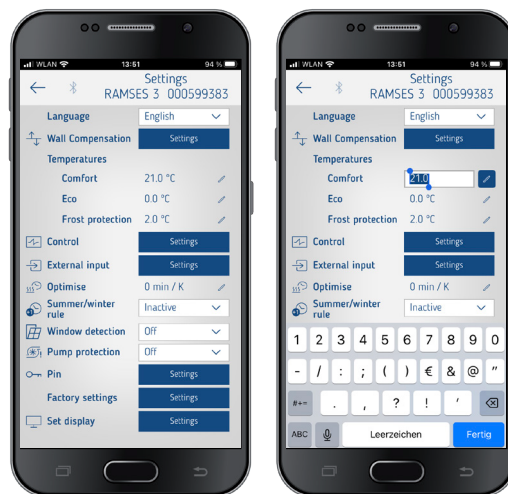 WLAN 13:51 94 %
Settings
RAMSES 3 000599383
Language English
Wall Compensation Settings
Temperatures
Comfort 21.0 °C
Eco 0.0 °C
Frost protection 2.0 °C
Control Settings
External input Settings
Optimise 0 min / K
Summer/winter rule Inactive
Window detection Off
Pump protection Off
Pin Settings
Factory settings Settings
Set display Settings
WLAN 13:51 94 %
Settings
RAMSES 3 000599383
Language English
Wall Compensation Settings
Temperatures
Comfort 21.0
Eco 0.0 °C
Frost protection 2.0 °C
Control Settings
External input Settings
Optimise 0 min / K
Summer/winter rule Inactive
1 2 3 4 5 6 7 8 9 0
- / : ; ( ) € & @ "
#+= . , ? ! '
ABC Leerzeichen Fertig